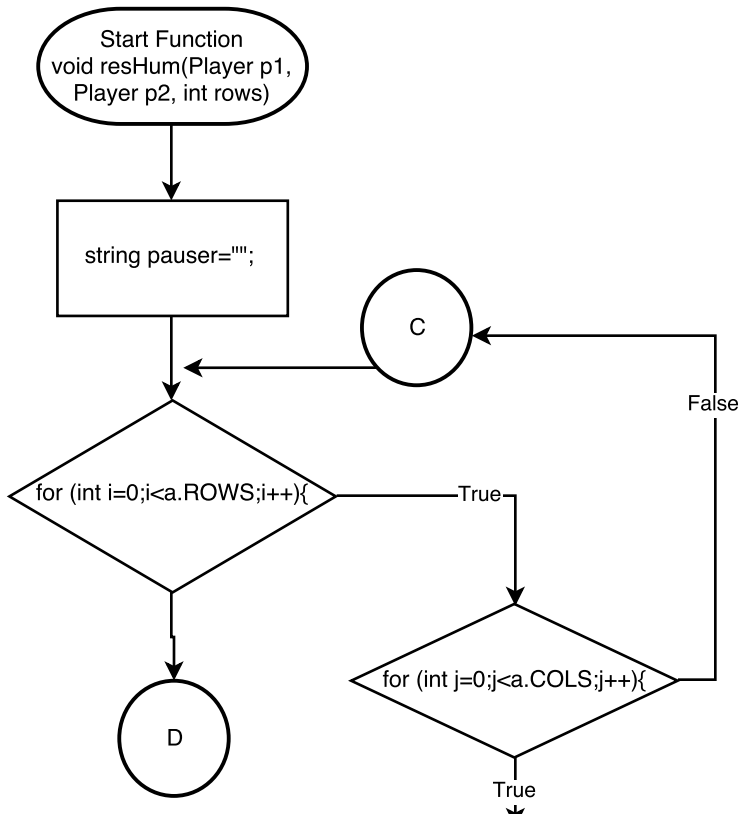 Start Function
void resHum(Player p1,
Player p2, int rows)
string pauser="";
C
False
for (int i=0;i<a.ROWS;i++){
True
for (int j=0;j<a.COLS;j++){
D
True